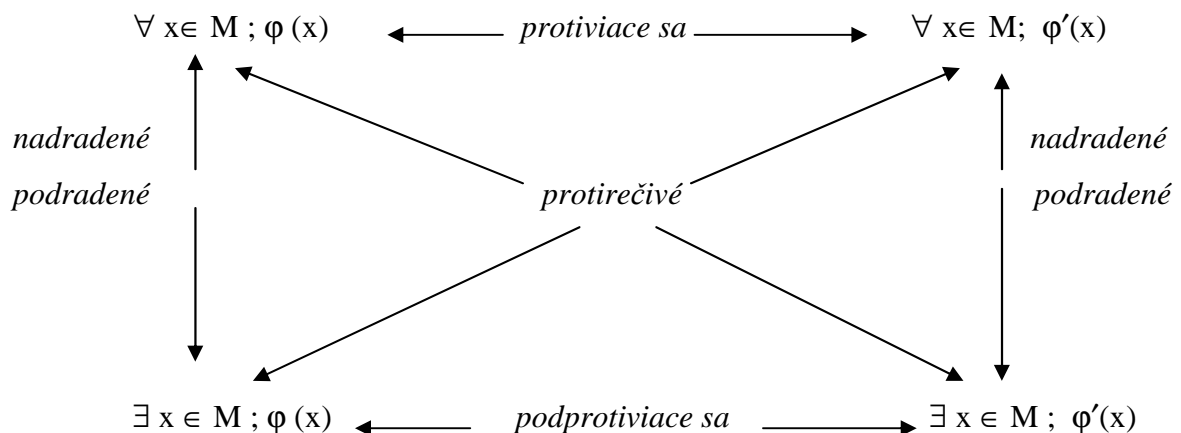 ∀ x∈ M ; φ (x) protiviace sa ∀ x∈ M; φ′(x)
nadradené nadradené
podradené protirečivé podradené
∃ x ∈ M ; φ (x) podprotiviace sa ∃ x ∈ M ; φ′(x)